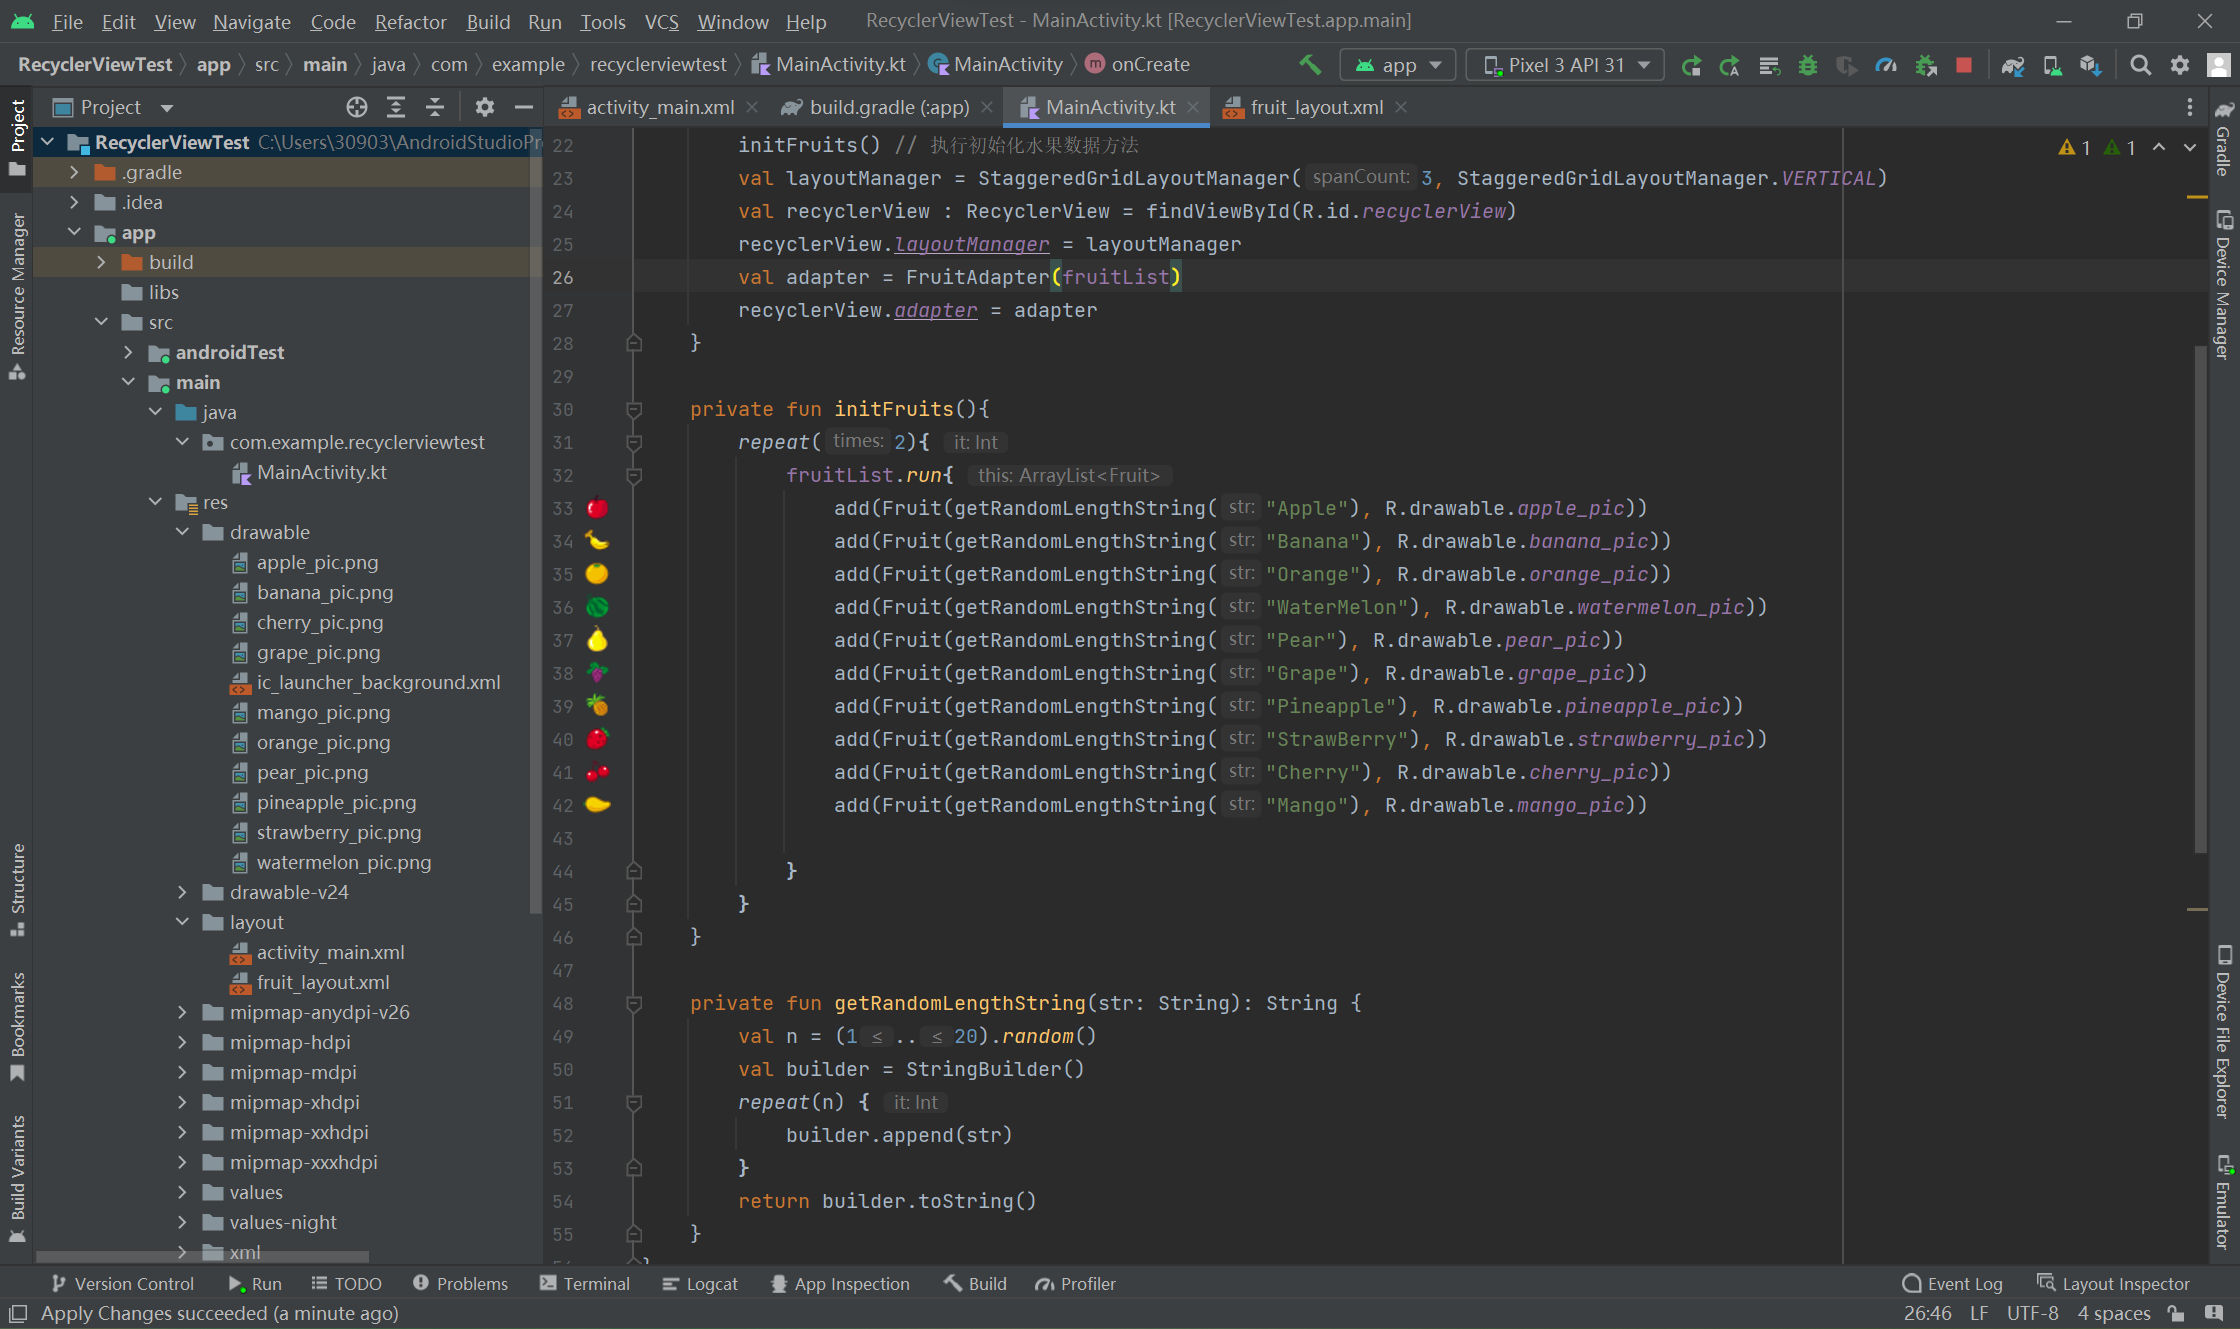 File Edit View Navigate Code Refactor Build Run Tools VCS Window Help RecyclerViewTest - MainActivity.kt [RecyclerViewTest.app.main]
RecyclerViewTest app src main java com example recyclerviewtest MainActivity.kt MainActivity onCreate app Pixel 3 API 31
Project
activity_main.xml build.gradle (:app) MainActivity.kt fruit_layout.xml
Project
Resource Manager
Structure
Bookmarks
Build Variants
RecyclerViewTest C:\Users\30903\AndroidStudioPr
.gradle
.idea
app
build
libs
src
androidTest
main
java
com.example.recyclerviewtest
MainActivity.kt
res
drawable
apple_pic.png
banana_pic.png
cherry_pic.png
grape_pic.png
ic_launcher_background.xml
mango_pic.png
orange_pic.png
pear_pic.png
pineapple_pic.png
strawberry_pic.png
watermelon_pic.png
drawable-v24
layout
activity_main.xml
fruit_layout.xml
mipmap-anydpi-v26
mipmap-hdpi
mipmap-mdpi
mipmap-xhdpi
mipmap-xxhdpi
mipmap-xxxhdpi
values
values-night
xml
22 initFruits() // 执行初始化水果数据方法
23 val layoutManager = StaggeredGridLayoutManager( spanCount: 3, StaggeredGridLayoutManager.VERTICAL)
24 val recyclerView : RecyclerView = findViewById(R.id.recyclerView)
25 recyclerView.layoutManager = layoutManager
26 val adapter = FruitAdapter(fruitList)
27 recyclerView.adapter = adapter
28 }
29
30 private fun initFruits(){
31 repeat( times: 2){ it: Int
32 fruitList.run{ this: ArrayList<Fruit>
33 add(Fruit(getRandomLengthString( str: "Apple"), R.drawable.apple_pic))
34 add(Fruit(getRandomLengthString( str: "Banana"), R.drawable.banana_pic))
35 add(Fruit(getRandomLengthString( str: "Orange"), R.drawable.orange_pic))
36 add(Fruit(getRandomLengthString( str: "WaterMelon"), R.drawable.watermelon_pic))
37 add(Fruit(getRandomLengthString( str: "Pear"), R.drawable.pear_pic))
38 add(Fruit(getRandomLengthString( str: "Grape"), R.drawable.grape_pic))
39 add(Fruit(getRandomLengthString( str: "Pineapple"), R.drawable.pineapple_pic))
40 add(Fruit(getRandomLengthString( str: "StrawBerry"), R.drawable.strawberry_pic))
41 add(Fruit(getRandomLengthString( str: "Cherry"), R.drawable.cherry_pic))
42 add(Fruit(getRandomLengthString( str: "Mango"), R.drawable.mango_pic))
43
44 }
45 }
46 }
47
48 private fun getRandomLengthString(str: String): String {
49 val n = (1 ≤ .. ≤ 20).random()
50 val builder = StringBuilder()
51 repeat(n) { it: Int
52 builder.append(str)
53 }
54 return builder.toString()
55 }
1 1
Gradle
Device Manager
Device File Explorer
Emulator
Version Control Run TODO Problems Terminal Logcat App Inspection Build Profiler Event Log Layout Inspector
Apply Changes succeeded (a minute ago) 26:46 LF UTF-8 4 spaces